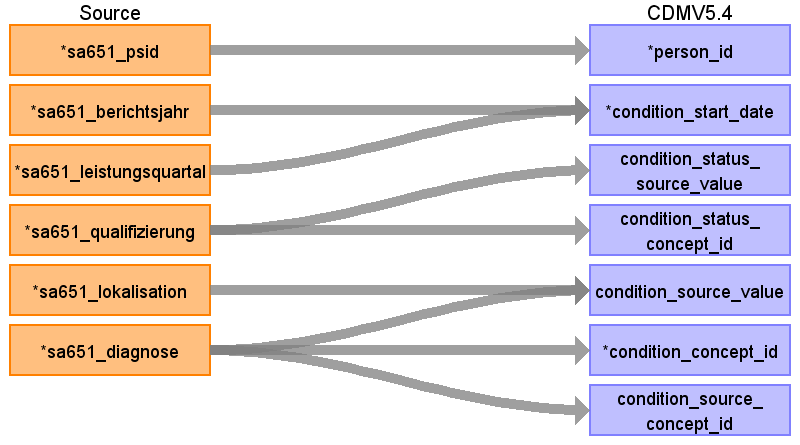 Source
CDMV5.4
*sa651_psid
*person_id
*sa651_berichtsjahr
*condition_start_date
*sa651_leistungsquartal
condition_status_
source_value
*sa651_qualifizierung
condition_status_
concept_id
*sa651_lokalisation
condition_source_value
*sa651_diagnose
*condition_concept_id
condition_source_
concept_id